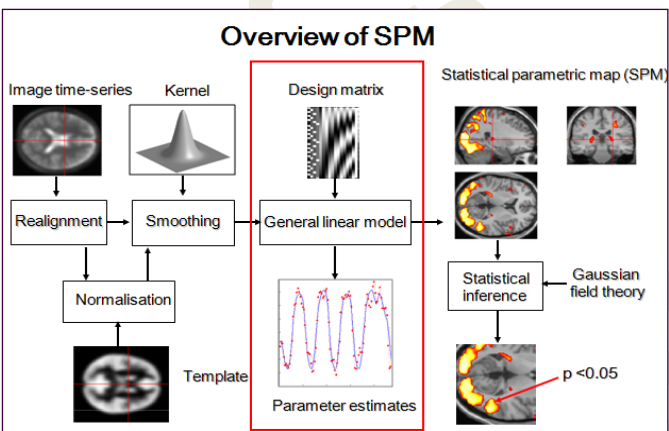 Overview of SPM
Image time-series
Kernel
Design matrix
Statistical parametric map (SPM)
Realignment
Smoothing
General linear model
Normalisation
Statistical
inference
Gaussian
field theory
Template
Parameter estimates
p <0.05